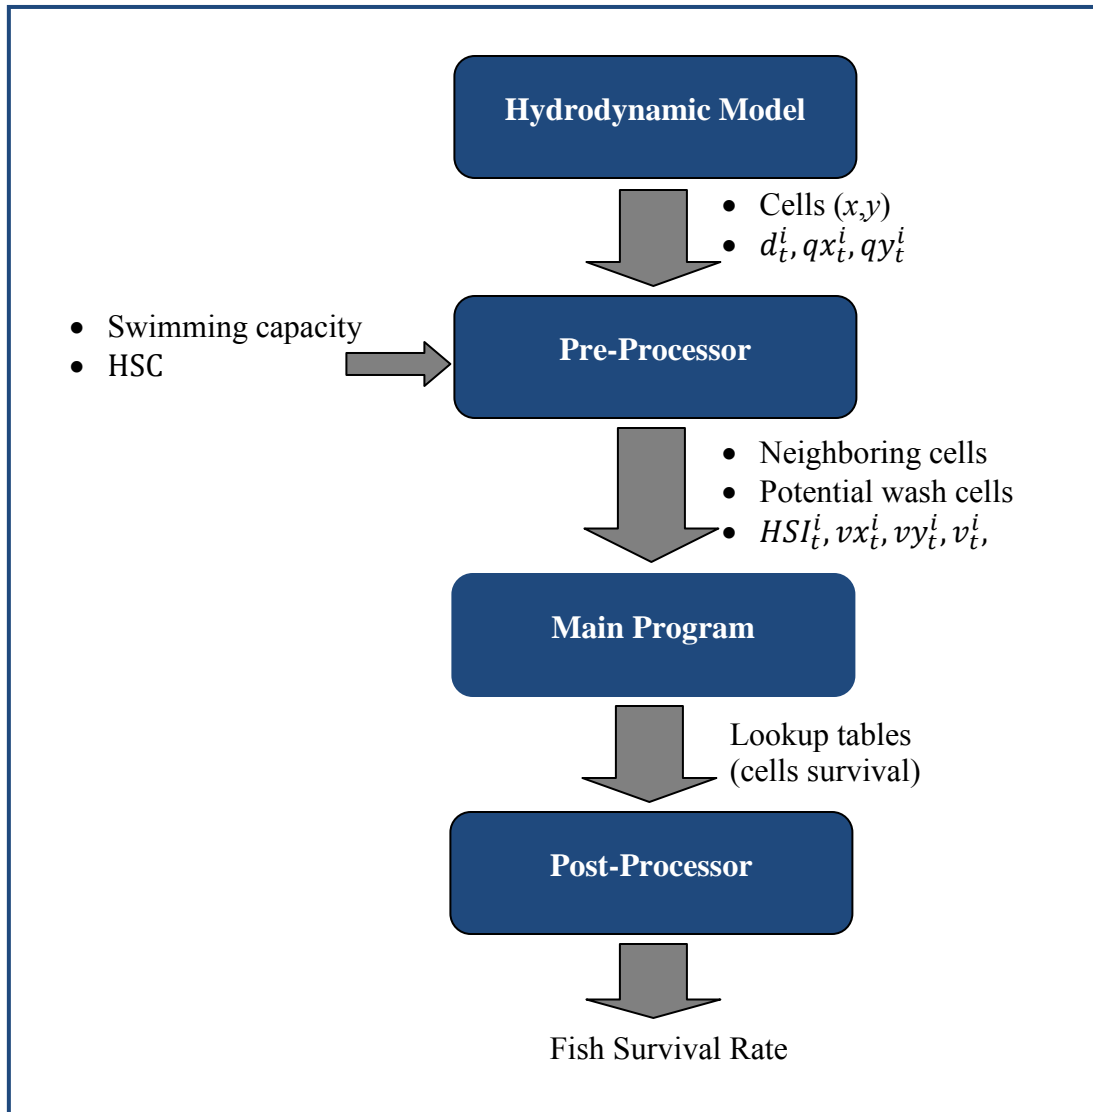 Hydrodynamic Model
• Cells (x,y)
• $d_t^i, qx_t^i, qy_t^i$
• Swimming capacity
• HSC
Pre-Processor
• Neighboring cells
• Potential wash cells
• $HSI_t^i, vx_t^i, vy_t^i, v_t^i,$
Main Program
Lookup tables
(cells survival)
Post-Processor
Fish Survival Rate